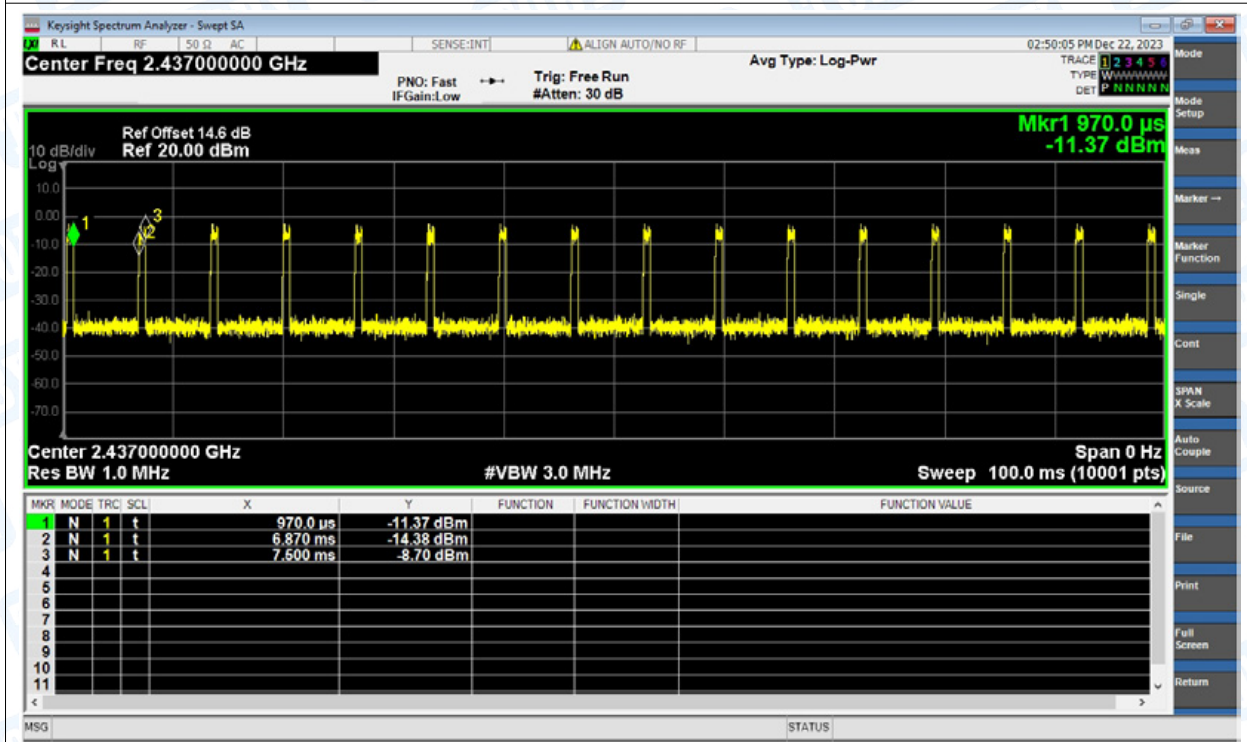 Keysight Spectrum Analyzer - Swept SA
RL RF 50 Ω AC SENSE:INT ALIGN AUTO/NO RF 02:50:05 PM Dec 22, 2023
Center Freq 2.437000000 GHz
PNO: Fast
IFGain:Low
Trig: Free Run
#Atten: 30 dB
Avg Type: Log-Pwr
TRACE 1 2 3 4 5 6
TYPE WWWWWW
DET P N N N N N
Mkr1 970.0 µs
-11.37 dBm
Ref Offset 14.6 dB
10 dB/div Ref 20.00 dBm
Log
10.0
0.00
-10.0
-20.0
-30.0
-40.0
-50.0
-60.0
-70.0
1
2
3
Center 2.437000000 GHz Span 0 Hz
Res BW 1.0 MHz #VBW 3.0 MHz Sweep 100.0 ms (10001 pts)
MKR MODE TRC SCL X Y FUNCTION FUNCTION WIDTH FUNCTION VALUE
1 N 1 t 970.0 µs -11.37 dBm
2 N 1 t 6.870 ms -14.38 dBm
3 N 1 t 7.500 ms -8.70 dBm
4
5
6
7
8
9
10
11
MSG STATUS
Mode
Mode
Setup
Meas
Marker →
Marker
Function
Single
Cont
SPAN
X Scale
Auto
Couple
Source
File
Print
Full
Screen
Return